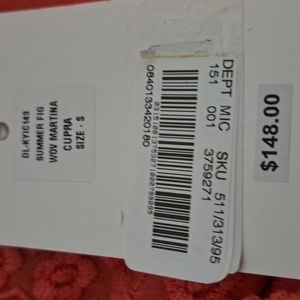 DL-KYIC143
SUMMER FIG
WOV MARTINA
CUPRA
SIZE - S
DEPT MIC SKU 511/313/95
151 001 3759271
0840133420180
$148.00